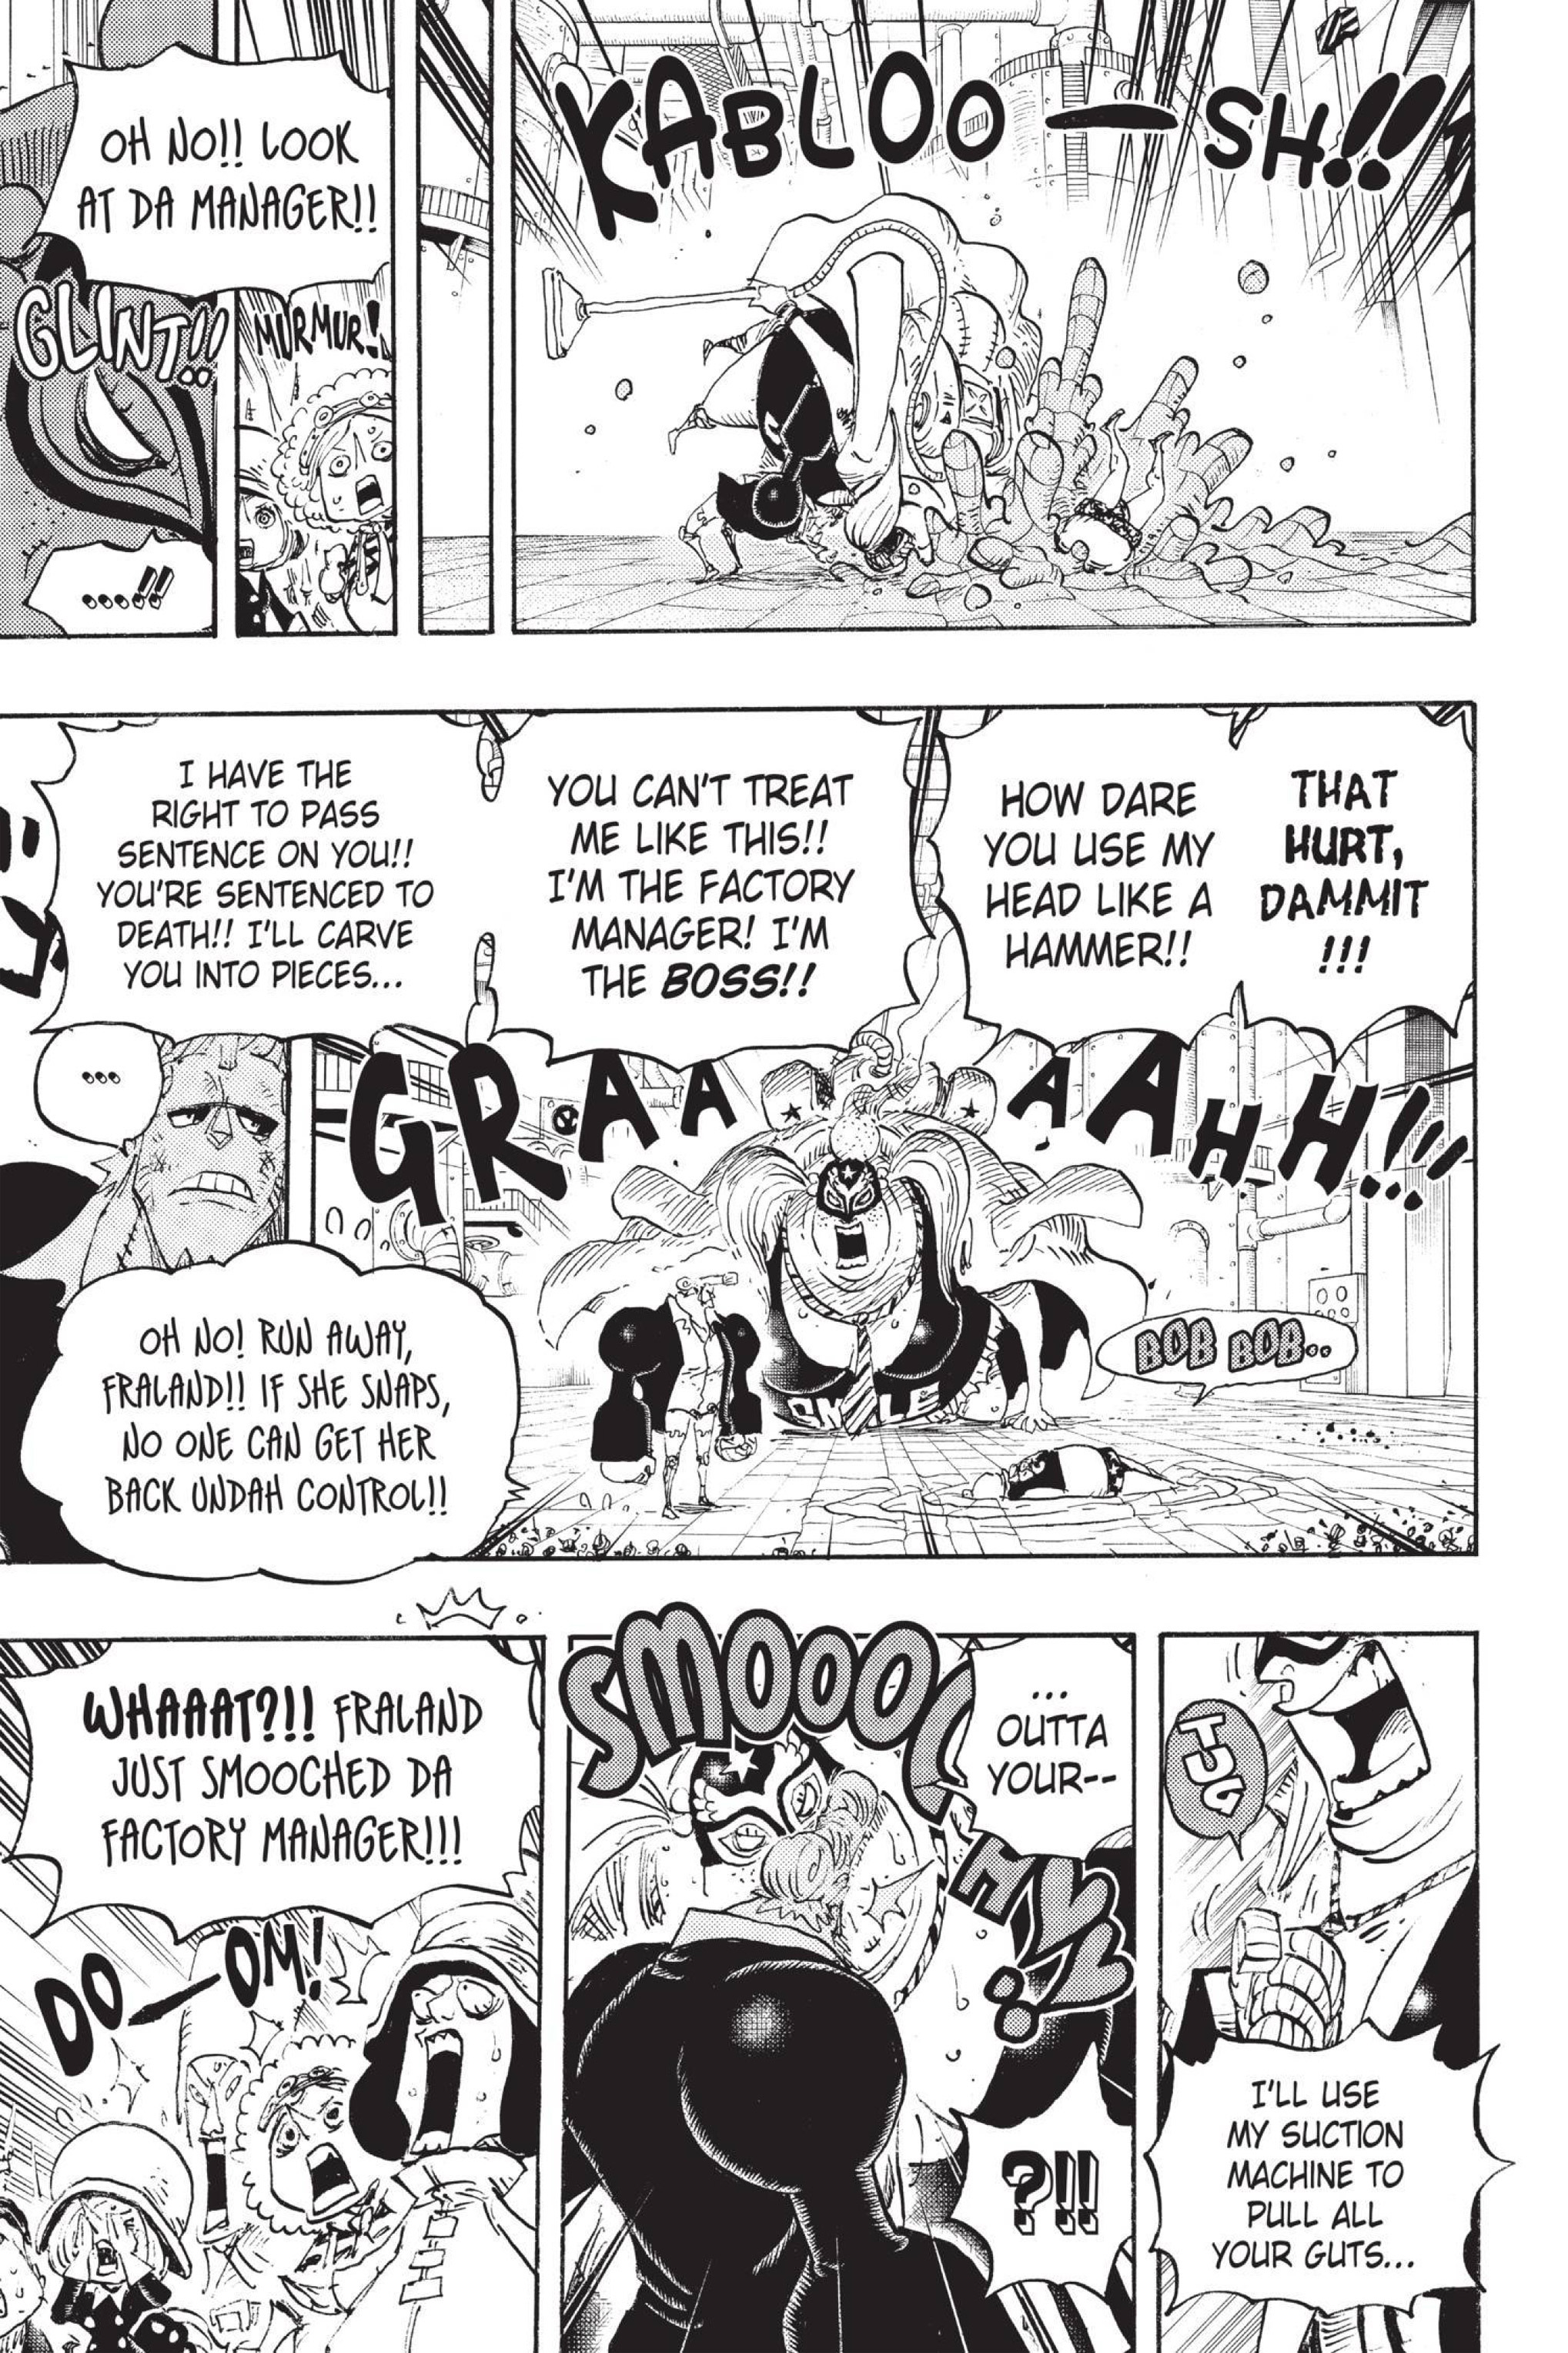 KABLOO—SH!!
OH NO!! LOOK
AT DA MANAGER!!
MURMUR!
GLINT!!
...!!
THAT
HURT,
DAMMIT
!!!
HOW DARE
YOU USE MY
HEAD LIKE A
HAMMER!!
YOU CAN'T TREAT
ME LIKE THIS!!
I'M THE FACTORY
MANAGER! I'M
THE BOSS!!
I HAVE THE
RIGHT TO PASS
SENTENCE ON YOU!!
YOU'RE SENTENCED TO
DEATH!! I'LL CARVE
YOU INTO PIECES...
GRAAAAHH!!!
BOB BOB..
...
OH NO! RUN AWAY,
FRALAND!! IF SHE SNAPS,
NO ONE CAN GET HER
BACK UNDAH CONTROL!!
TUG
I'LL USE
MY SUCTION
MACHINE TO
PULL ALL
YOUR GUTS...
...
OUTTA
YOUR--
SMOOOCH
?!!
WHAAAT?!! FRALAND
JUST SMOOCHED DA
FACTORY MANAGER!!!
DO—OM!